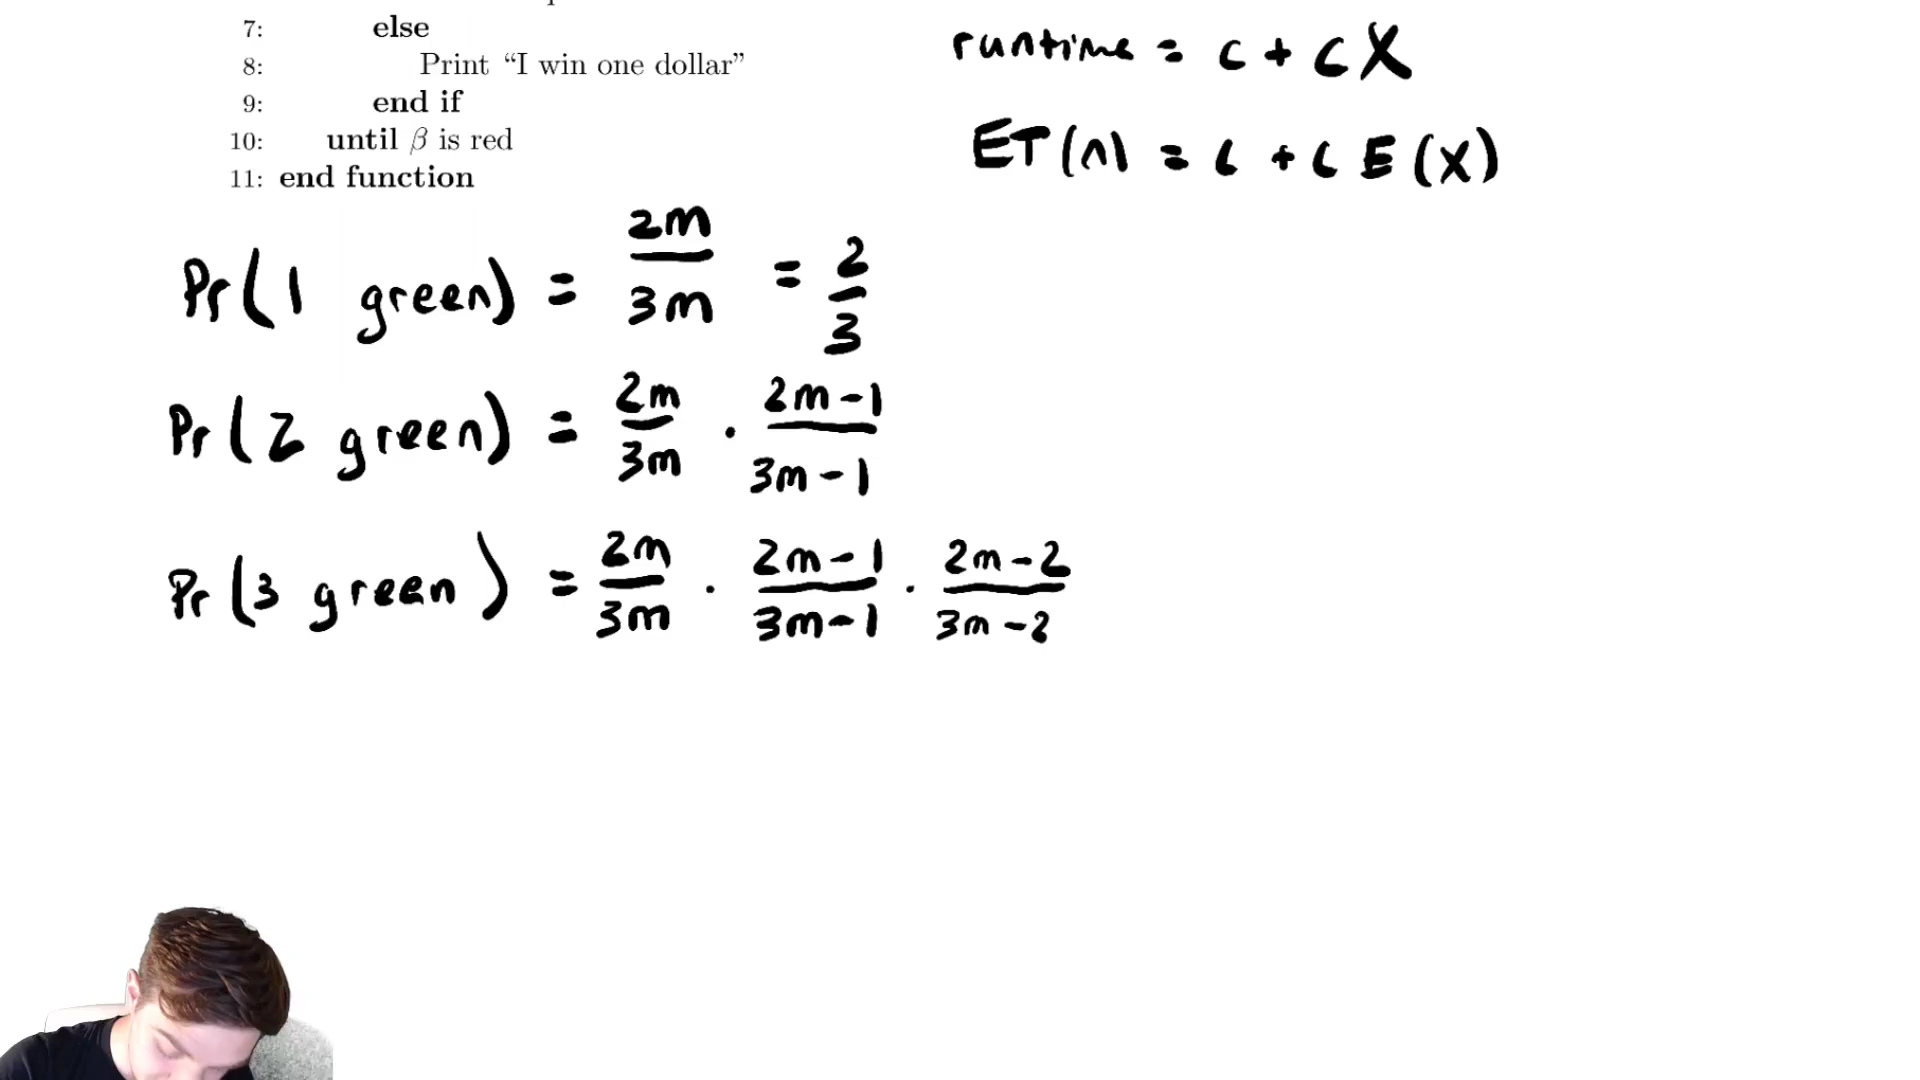 7: else
8: Print “I win one dollar”
9: end if
10: until β is red
11: end function
runtime = c + c X
ET(n) = c + c E(X)
Pr(1 green) = 2m/3m = 2/3
Pr(2 green) = 2m/3m · 2m-1/3m-1
Pr(3 green) = 2m/3m · 2m-1/3m-1 · 2m-2/3m-2